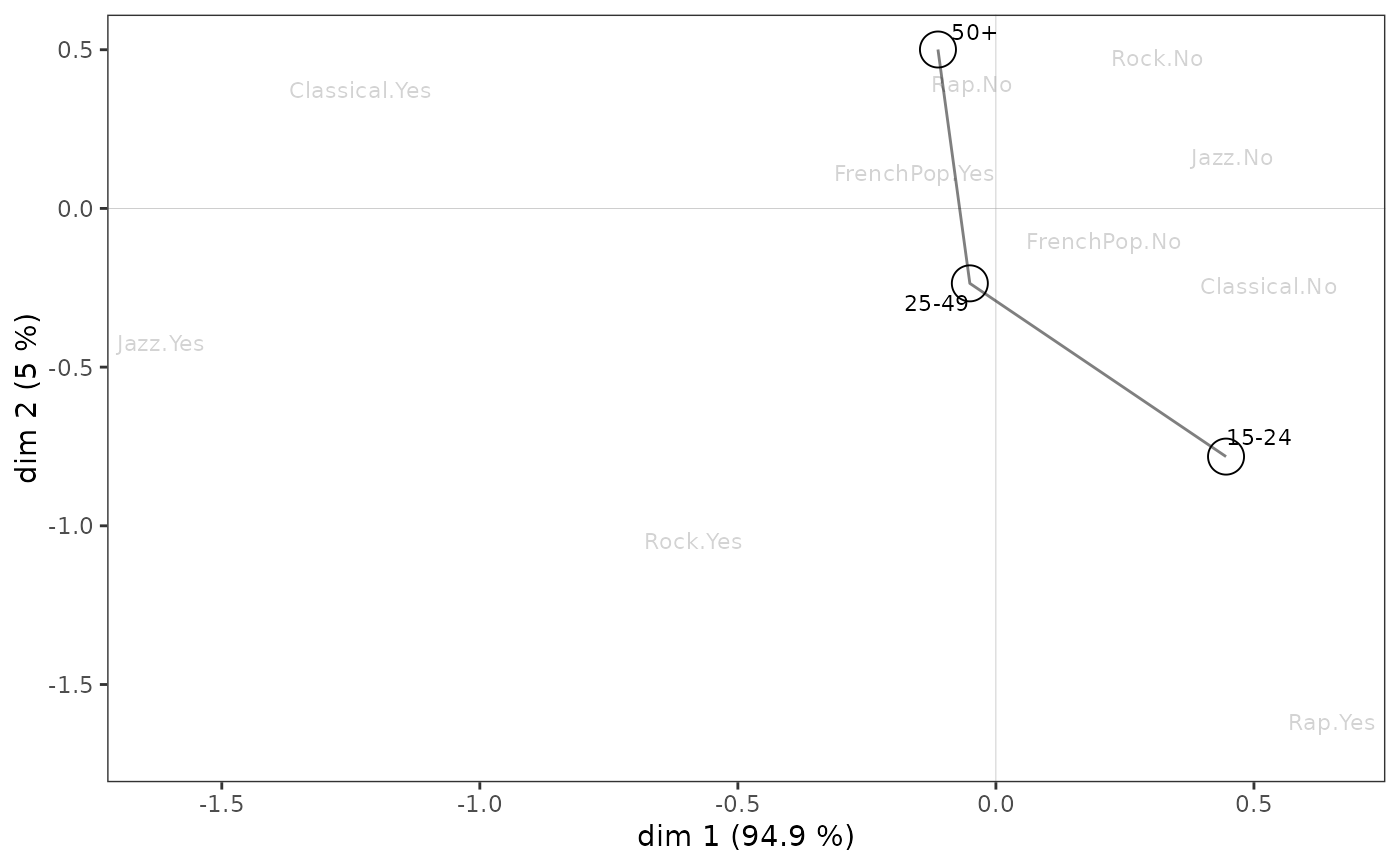 50+
0.5
Rock.No
Rap.No
Classical.Yes
Jazz.No
FrenchPop.Yes
0.0
FrenchPop.No
Classical.No
25-49
Jazz.Yes
-0.5
15-24
-1.0
Rock.Yes
-1.5
Rap.Yes
dim 2 (5 %)
-1.5
-1.0
-0.5
0.0
0.5
dim 1 (94.9 %)